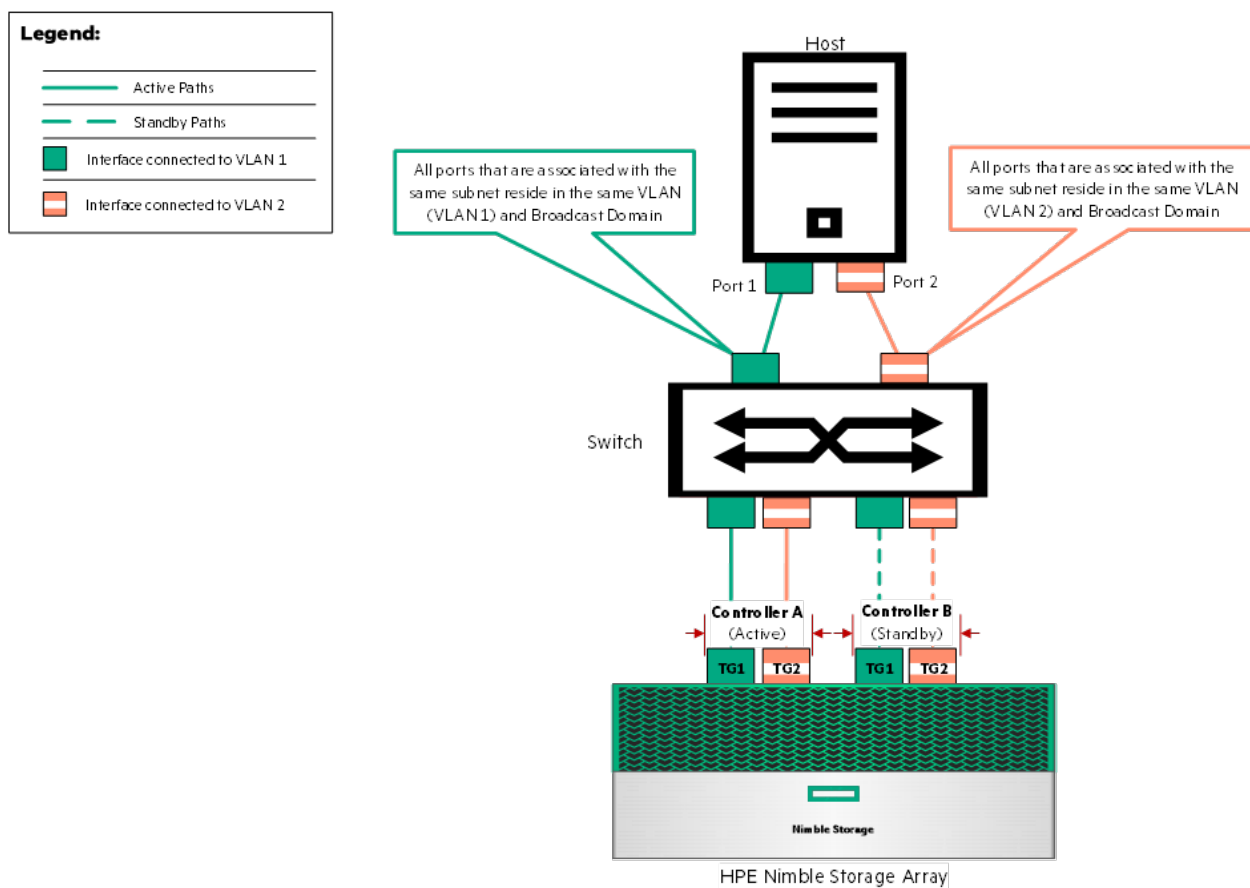 Legend:
Active Paths
Standby Paths
Interface connected to VLAN 1
Interface connected to VLAN 2
Host
All ports that are associated with the
same subnet reside in the same VLAN
(VLAN 1) and Broadcast Domain
All ports that are associated with the
same subnet reside in the same VLAN
(VLAN 2) and Broadcast Domain
Port 1
Port 2
Switch
Controller A
(Active)
Controller B
(Standby)
TG1
TG2
TG1
TG2
Nimble Storage
HPE Nimble Storage Array